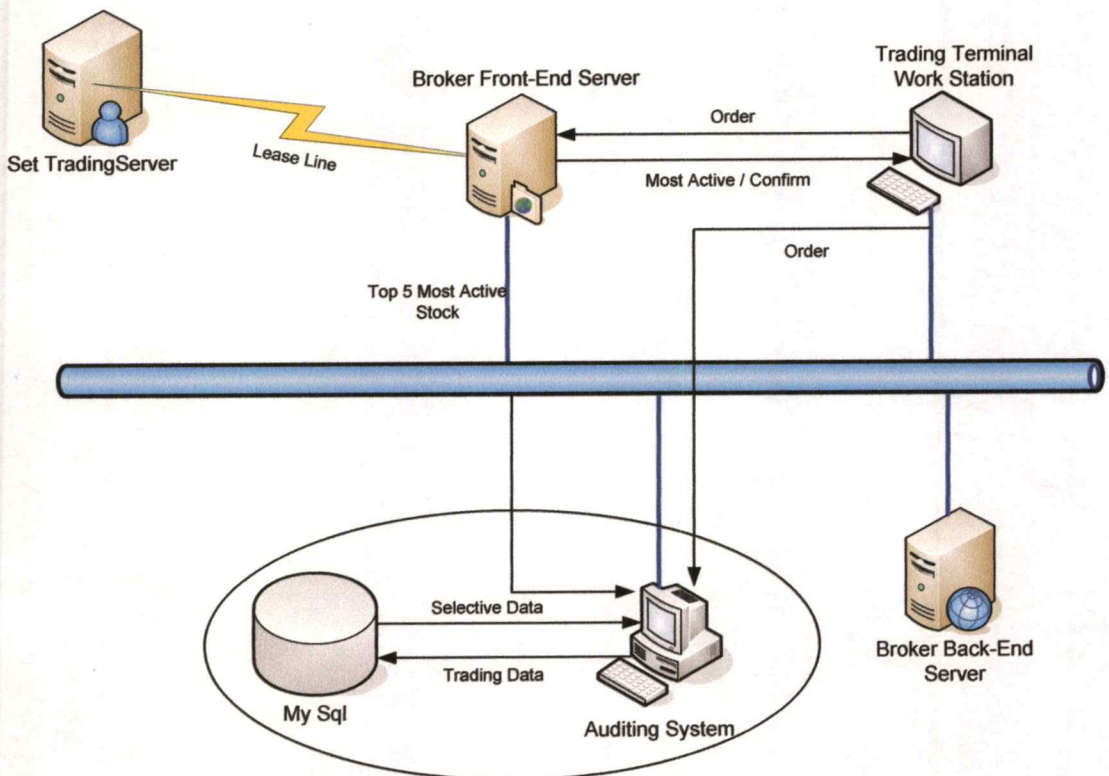 Trading Terminal
Work Station
Broker Front-End Server
Order
Set TradingServer
Lease Line
Most Active / Confirm
Order
Top 5 Most Active
Stock
Selective Data
Trading Data
My Sql
Auditing System
Broker Back-End
Server